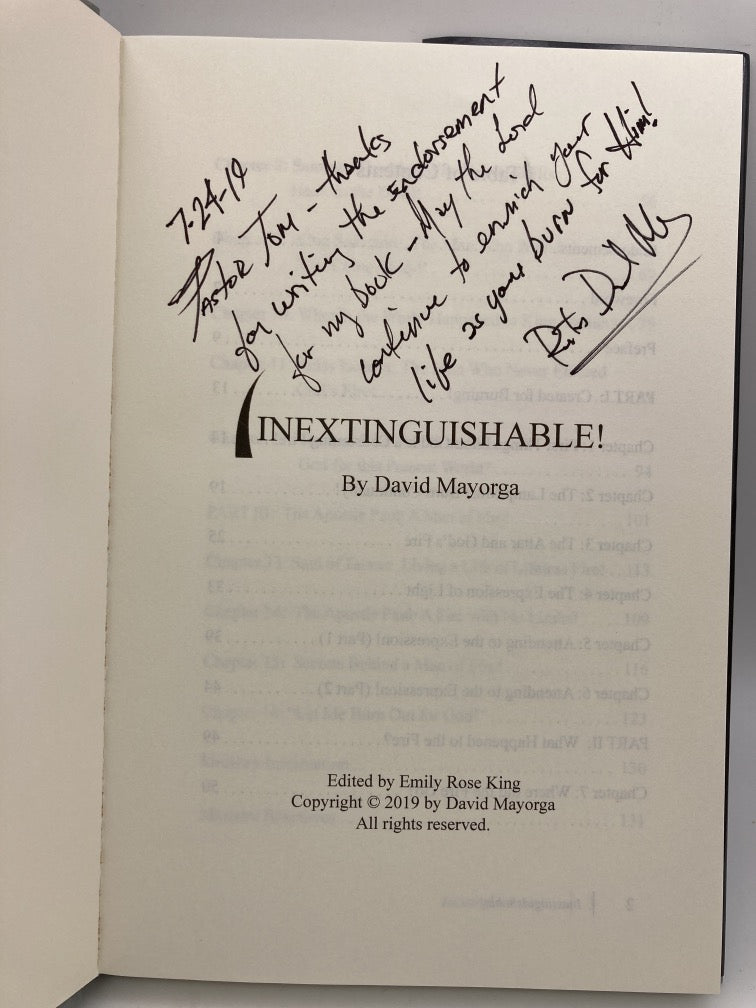 7-24-19
Pastor Tom - thanks
for writing the endorsement
for my book - May the Lord
continue to enrich your
life as your burn for Him!
INEXTINGUISHABLE!
By David Mayorga
Edited by Emily Rose King
Copyright © 2019 by David Mayorga
All rights reserved.